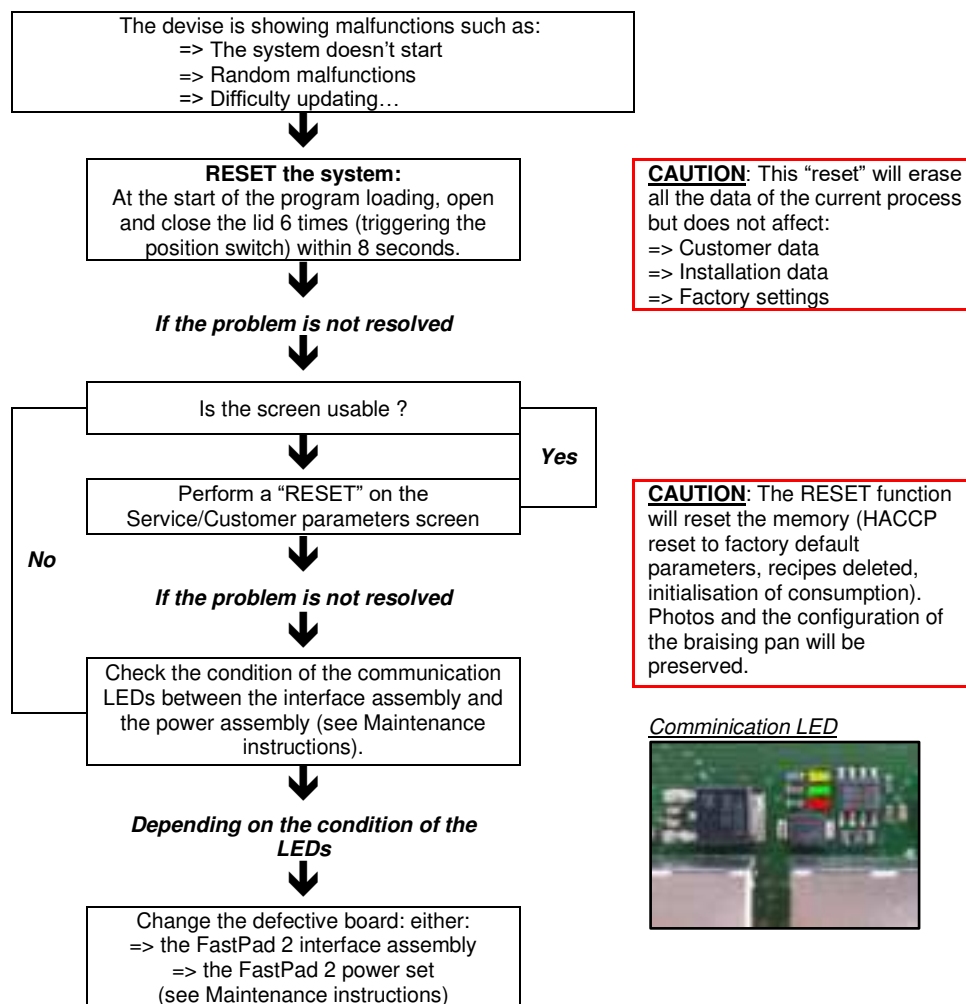 The devise is showing malfunctions such as:
=> The system doesn't start
=> Random malfunctions
=> Difficulty updating…
RESET the system:
At the start of the program loading, open
and close the lid 6 times (triggering the
position switch) within 8 seconds.
CAUTION: This “reset” will erase
all the data of the current process
but does not affect:
=> Customer data
=> Installation data
=> Factory settings
If the problem is not resolved
Is the screen usable ?
Yes
Perform a “RESET” on the
Service/Customer parameters screen
No
CAUTION: The RESET function
will reset the memory (HACCP
reset to factory default
parameters, recipes deleted,
initialisation of consumption).
Photos and the configuration of
the braising pan will be
preserved.
If the problem is not resolved
Check the condition of the communication
LEDs between the interface assembly and
the power assembly (see Maintenance
instructions).
Comminication LED
Depending on the condition of the
LEDs
Change the defective board: either:
=> the FastPad 2 interface assembly
=> the FastPad 2 power set
(see Maintenance instructions)